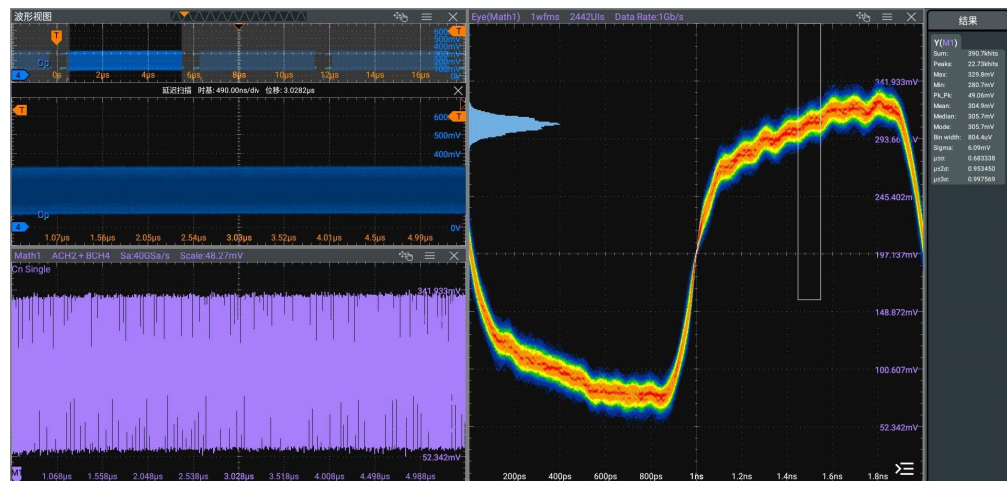 波形视图
T
600mV
500mV
400mV
300mV
200mV
100mV
0V
Cp
4
0s 2μs 4μs 6μs 8μs 10μs 12μs 14μs 16μs
延迟扫描 时基:490.00ns/div 位移:3.0282μs
T
600mV
500mV
400mV
Cp
4
0V
1.07μs 1.56μs 2.05μs 2.54μs 3.03μs 3.52μs 4.01μs 4.5μs 4.99μs
Math1 ACH2+BCH4 Sa:40GSa/s Scale:48.27mV
Cn Single
341.933mV
52.342mV
M1
1.068μs 1.558μs 2.048μs 2.538μs 3.028μs 3.518μs 4.008μs 4.498μs 4.988μs
Eye(Math1) 1wfms 2442UIs Data Rate:1Gb/s
341.933mV
245.402mV
197.137mV
148.872mV
100.607mV
52.342mV
200ps 400ps 600ps 800ps 1ns 1.2ns 1.4ns 1.6ns 1.8ns
结果
Y(M1)
Sum: 390.7khits
Peaks: 22.73khits
Max: 329.8mV
Min: 280.7mV
Pk_Pk: 49.06mV
Mean: 304.9mV
Median: 305.7mV
Mode: 305.7mV
Bin width: 804.4uV
Sigma: 6.09mV
μ±σ: 0.683338
μ±2σ: 0.953450
μ±3σ: 0.997569